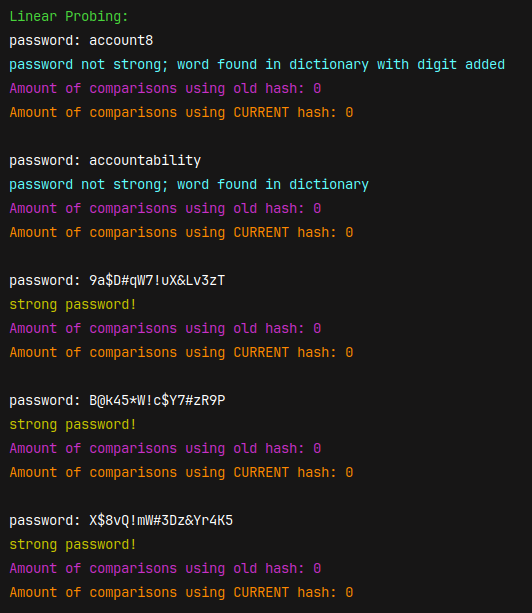 Linear Probing:
password: account8
password not strong; word found in dictionary with digit added
Amount of comparisons using old hash: 0
Amount of comparisons using CURRENT hash: 0
password: accountability
password not strong; word found in dictionary
Amount of comparisons using old hash: 0
Amount of comparisons using CURRENT hash: 0
password: 9a$D#qW7!uX&Lv3zT
strong password!
Amount of comparisons using old hash: 0
Amount of comparisons using CURRENT hash: 0
password: B@k45*W!c$Y7#zR9P
strong password!
Amount of comparisons using old hash: 0
Amount of comparisons using CURRENT hash: 0
password: X$8vQ!mW#3Dz&Yr4K5
strong password!
Amount of comparisons using old hash: 0
Amount of comparisons using CURRENT hash: 0